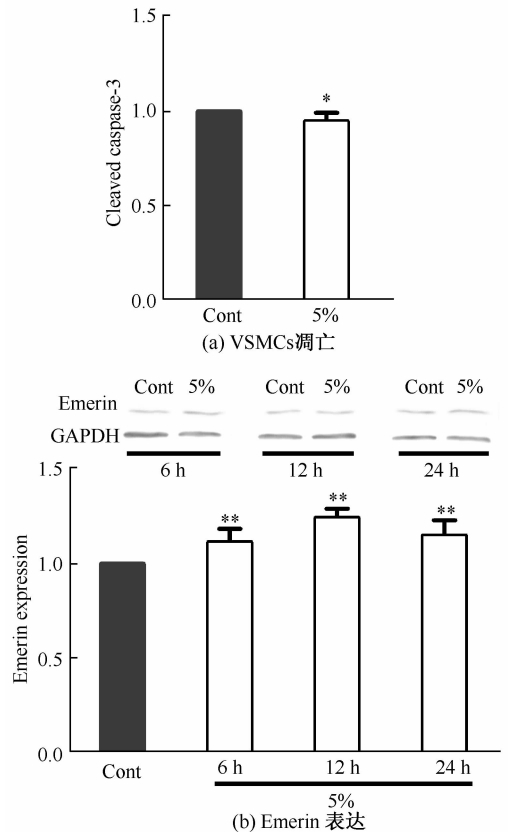 1.5
1.0
0.5
0.0
Cleaved caspase-3
*
Cont 5%
(a) VSMCs凋亡
Cont 5% Cont 5% Cont 5%
Emerin
GAPDH
6 h 12 h 24 h
1.5
1.0
0.5
0.0
Emerin expression
** ** **
Cont 6 h 12 h 24 h
5%
(b) Emerin 表达